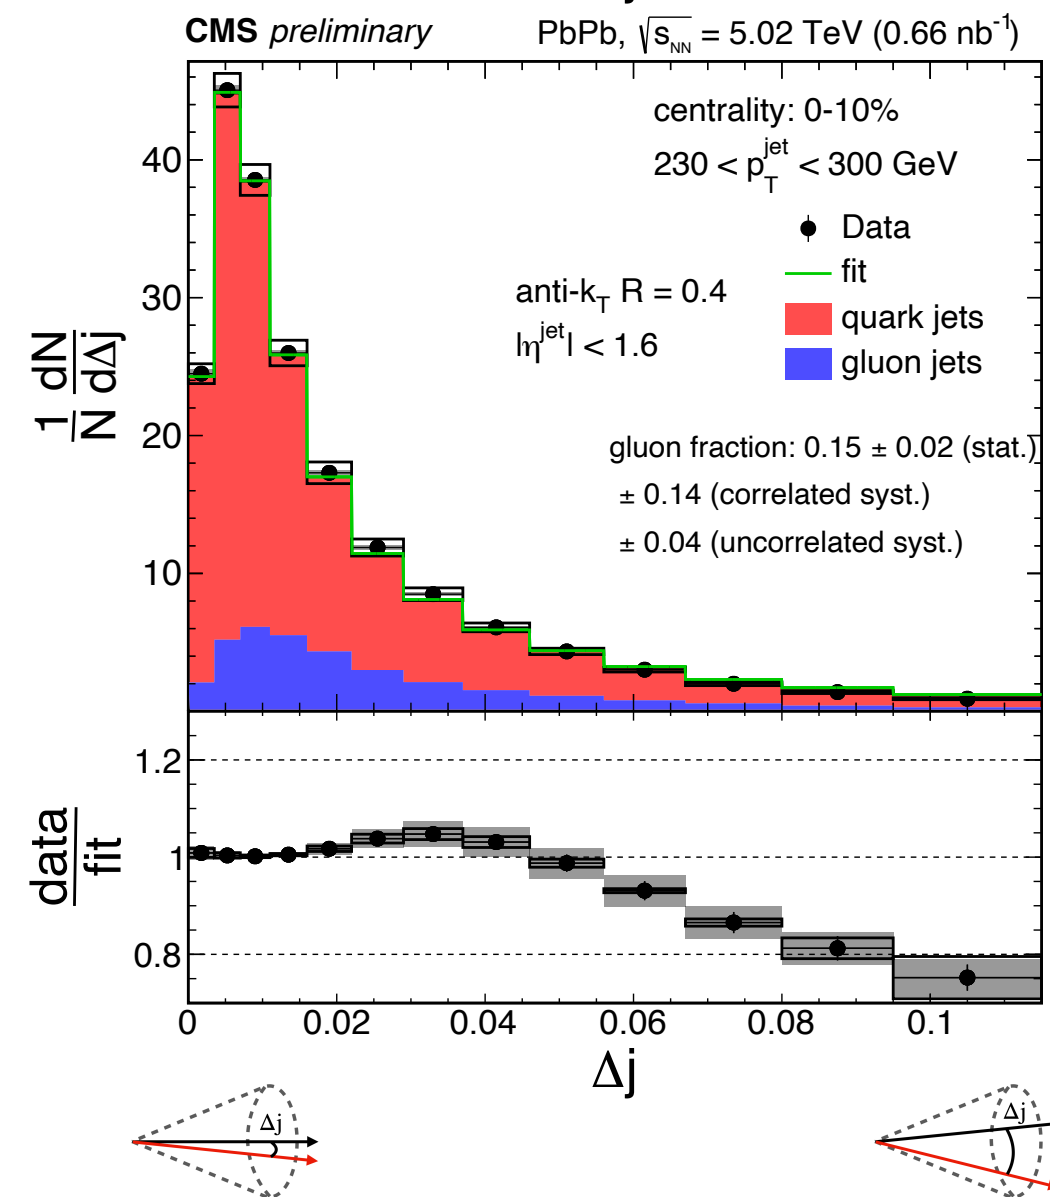 CMS preliminary PbPb, √s_NN = 5.02 TeV (0.66 nb⁻¹)
centrality: 0-10%
230 < p_T^jet < 300 GeV
Data
fit
anti-k_T R = 0.4
quark jets
|η^jet| < 1.6
gluon jets
gluon fraction: 0.15 ± 0.02 (stat.)
± 0.14 (correlated syst.)
± 0.04 (uncorrelated syst.)
1/N dN/dΔj
40
30
20
10
data/fit
1.2
1
0.8
0 0.02 0.04 0.06 0.08 0.1
Δj
Δj Δj